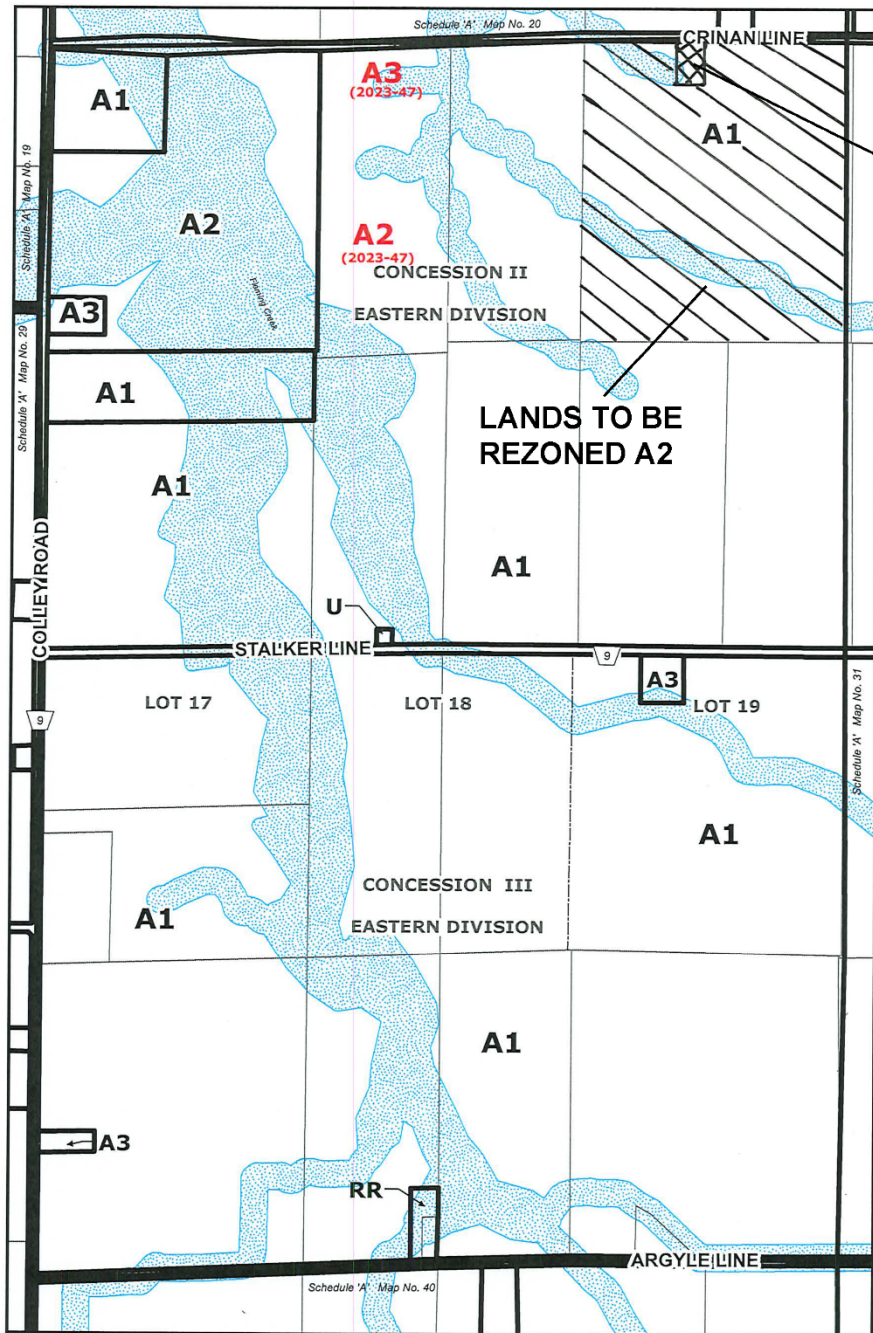 Schedule 'A' Map No. 20
CRINAN LINE
A3
(2023-47)
A1
A1
Schedule 'A' Map No. 19
A2
A2
(2023-47)
CONCESSION II
Fleming Creek
A3
EASTERN DIVISION
Schedule 'A' Map No. 29
A1
LANDS TO BE
REZONED A2
A1
A1
COLLEY ROAD
U
STALKER LINE
9
A3
LOT 17
LOT 18
LOT 19
9
Schedule 'A' Map No. 31
A1
CONCESSION III
A1
EASTERN DIVISION
A1
A3
RR
ARGYLE LINE
Schedule 'A' Map No. 40